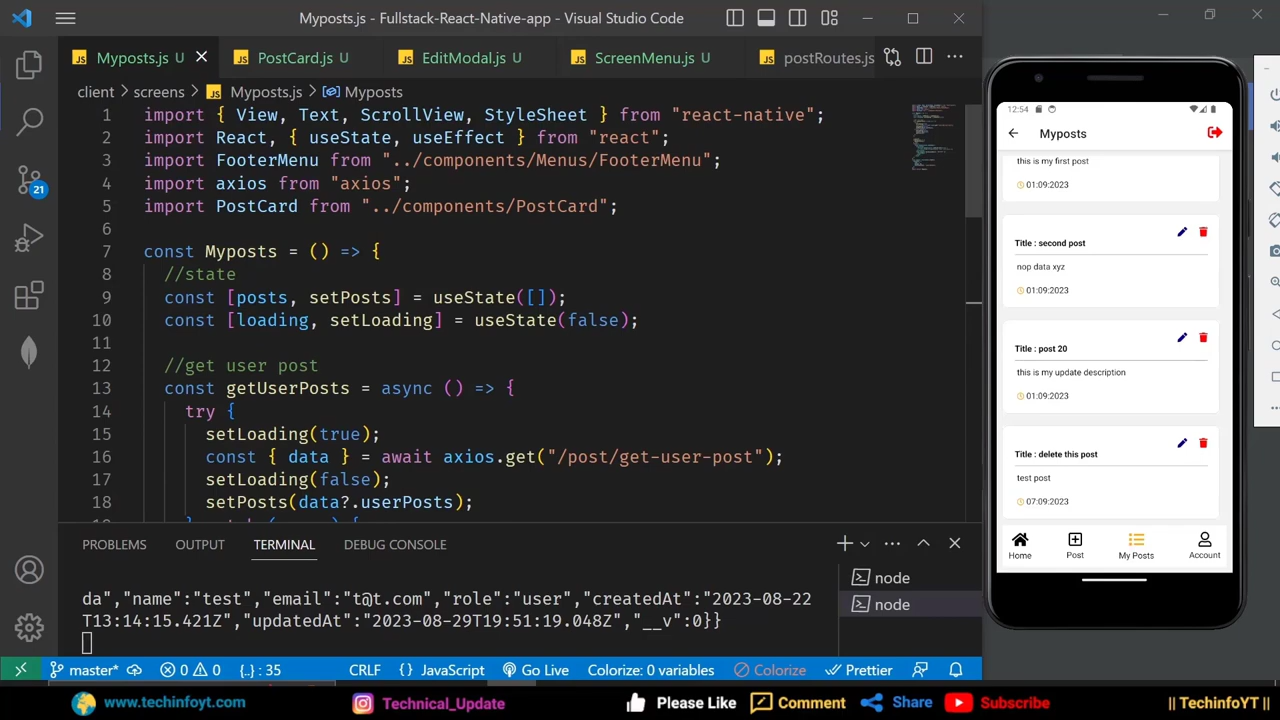 Myposts.js - Fullstack-React-Native-app - Visual Studio Code
Myposts.js U
PostCard.js U
EditModal.js U
ScreenMenu.js U
postRoutes.js
client > screens > Myposts.js > Myposts
1 import { View, Text, ScrollView, StyleSheet } from "react-native";
2 import React, { useState, useEffect } from "react";
3 import FooterMenu from "../components/Menus/FooterMenu";
4 import axios from "axios";
5 import PostCard from "../components/PostCard";
6
7 const Myposts = () => {
8 //state
9 const [posts, setPosts] = useState([]);
10 const [loading, setLoading] = useState(false);
11
12 //get user post
13 const getUserPosts = async () => {
14 try {
15 setLoading(true);
16 const { data } = await axios.get("/post/get-user-post");
17 setLoading(false);
18 setPosts(data?.userPosts);
21
PROBLEMS OUTPUT TERMINAL DEBUG CONSOLE
da","name":"test","email":"t@t.com","role":"user","createdAt":"2023-08-22
T13:14:15.421Z","updatedAt":"2023-08-29T19:51:19.048Z","__v":0}}
node
node
master* 0 0 {..} : 35 CRLF {} JavaScript Go Live Colorize: 0 variables Colorize Prettier
12:54
Myposts
this is my first post
01:09:2023
Title : second post
nop data xyz
01:09:2023
Title : post 20
this is my update description
01:09:2023
Title : delete this post
test post
07:09:2023
Home Post My Posts Account
www.techinfoyt.com Technical_Update Please Like Comment Share Subscribe || TechinfoYT ||